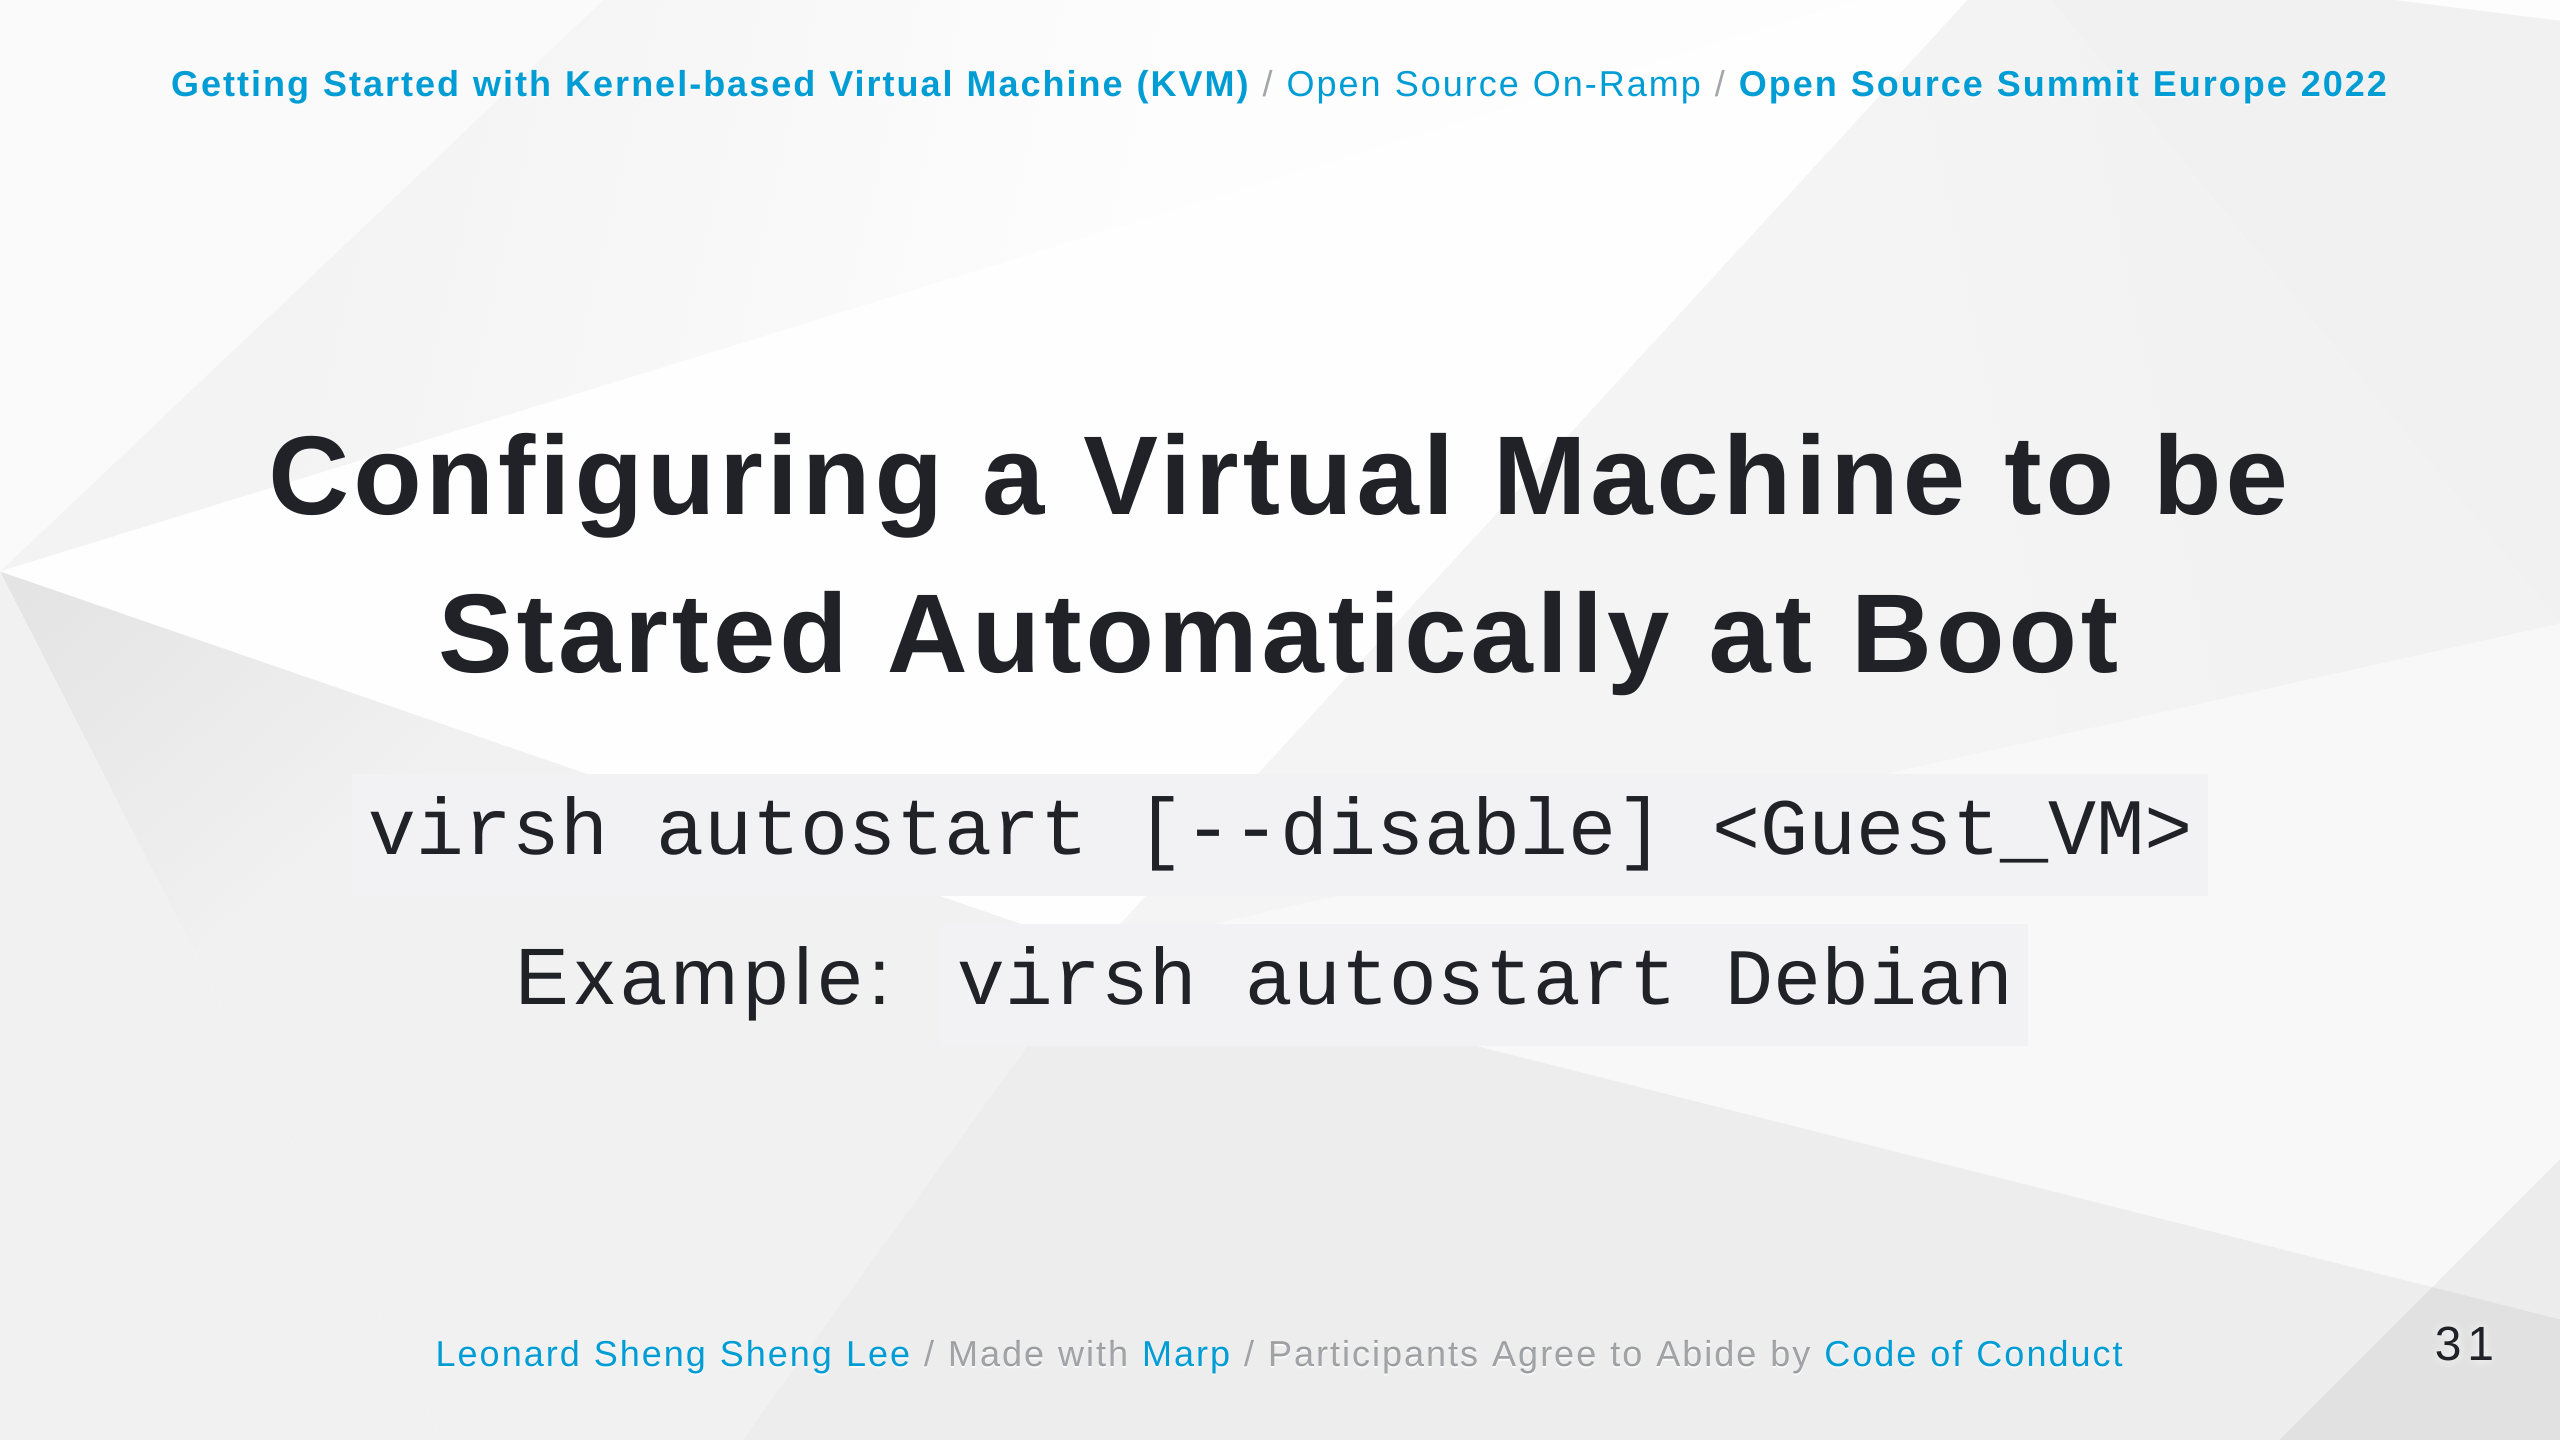 Getting Started with Kernel-based Virtual Machine (KVM) / Open Source On-Ramp / Open Source Summit Europe 2022
Configuring a Virtual Machine to be
Started Automatically at Boot
virsh autostart [--disable] <Guest_VM>
Example: virsh autostart Debian
Leonard Sheng Sheng Lee / Made with Marp / Participants Agree to Abide by Code of Conduct
31